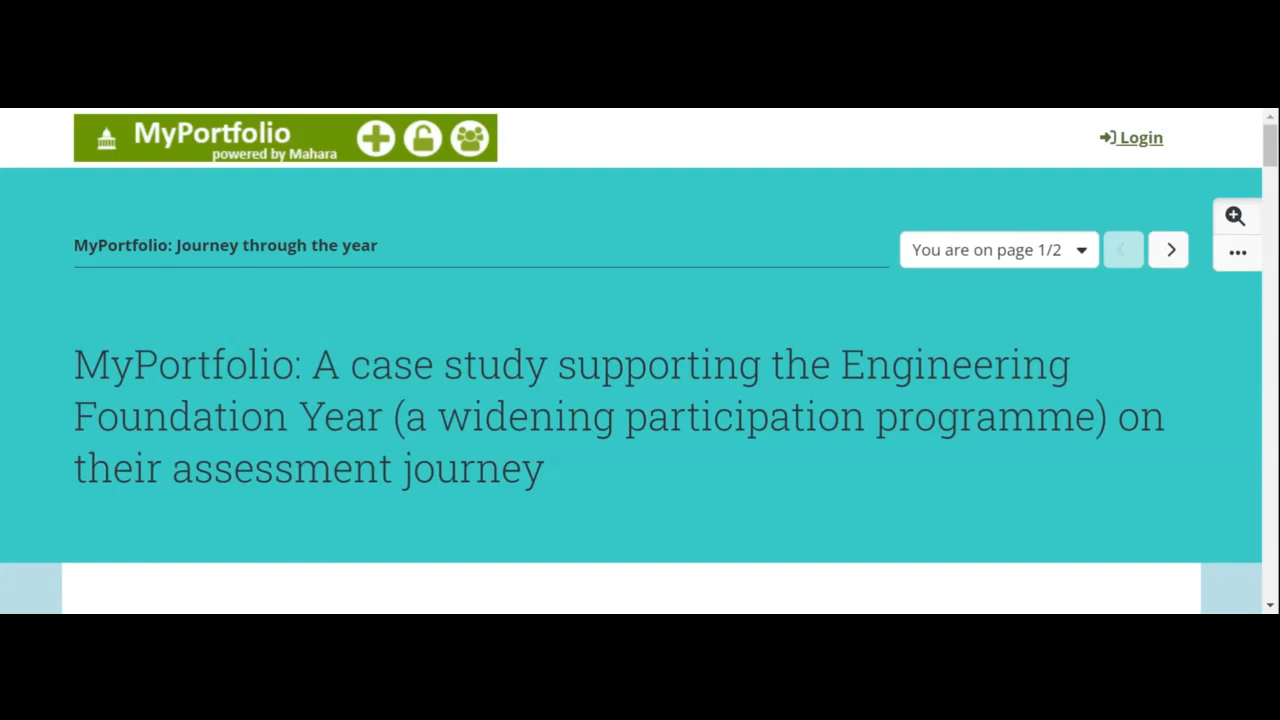 MyPortfolio
powered by Mahara
Login
MyPortfolio: Journey through the year
You are on page 1/2
MyPortfolio: A case study supporting the Engineering
Foundation Year (a widening participation programme) on
their assessment journey